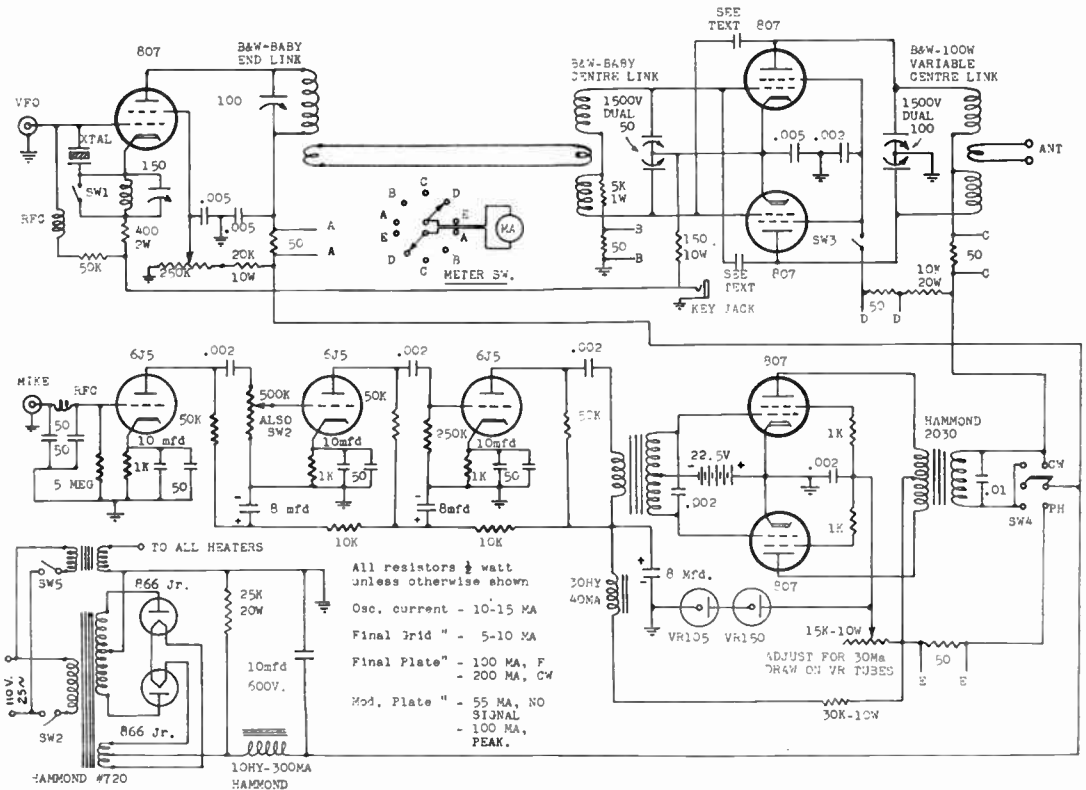 807
B&W-BABY
END LINK
100
VFO
XTAL
150
SW1
RFC
400
2W
.005
.005
50K
250K
20K
10W
50
A
A
B
C
D
A
E
E
A
D
C
B
MA
METER SW.
SEE
TEXT
807
B&W-BABY
CENTRE LINK
1500V
DUAL
50
B&W-100W
VARIABLE
CENTRE LINK
1500V
DUAL
100
.005
.002
ANT
5K
1W
B
50
B
150
10W
SEE
TEXT
807
SW3
KEY JACK
50
D
D
10K
20W
C
50
C
MIKE
RFC
50
50
5 MEG
6J5
.002
50K
10 mfd
1K
50
500K
ALSO
SW2
8 mfd
6J5
.002
50K
10mfd
1K
50
250K
8mfd
6J5
.002
50K
10mfd
1K
50
10K
10K
807
22.5V
.002
.002
1K
1K
807
HAMMOND
2030
.01
CW
SW4
PH
30HY
40MA
8 Mfd.
VR105
VR150
15K-10W
ADJUST FOR 30Ma
DRAW ON VR TUBES
50
E
E
30K-10W
TO ALL HEATERS
SW5
866 Jr.
110V.
25~
SW2
866 Jr.
HAMMOND #720
25K
20W
10mfd
600V.
10HY-300MA
HAMMOND
All resistors ½ watt
unless otherwise shown
Osc. current - 10-15 MA
Final Grid " - 5-10 MA
Final Plate" - 100 MA, F
- 200 MA, CW
Mod. Plate " - 55 MA, NO
SIGNAL
- 100 MA,
PEAK.